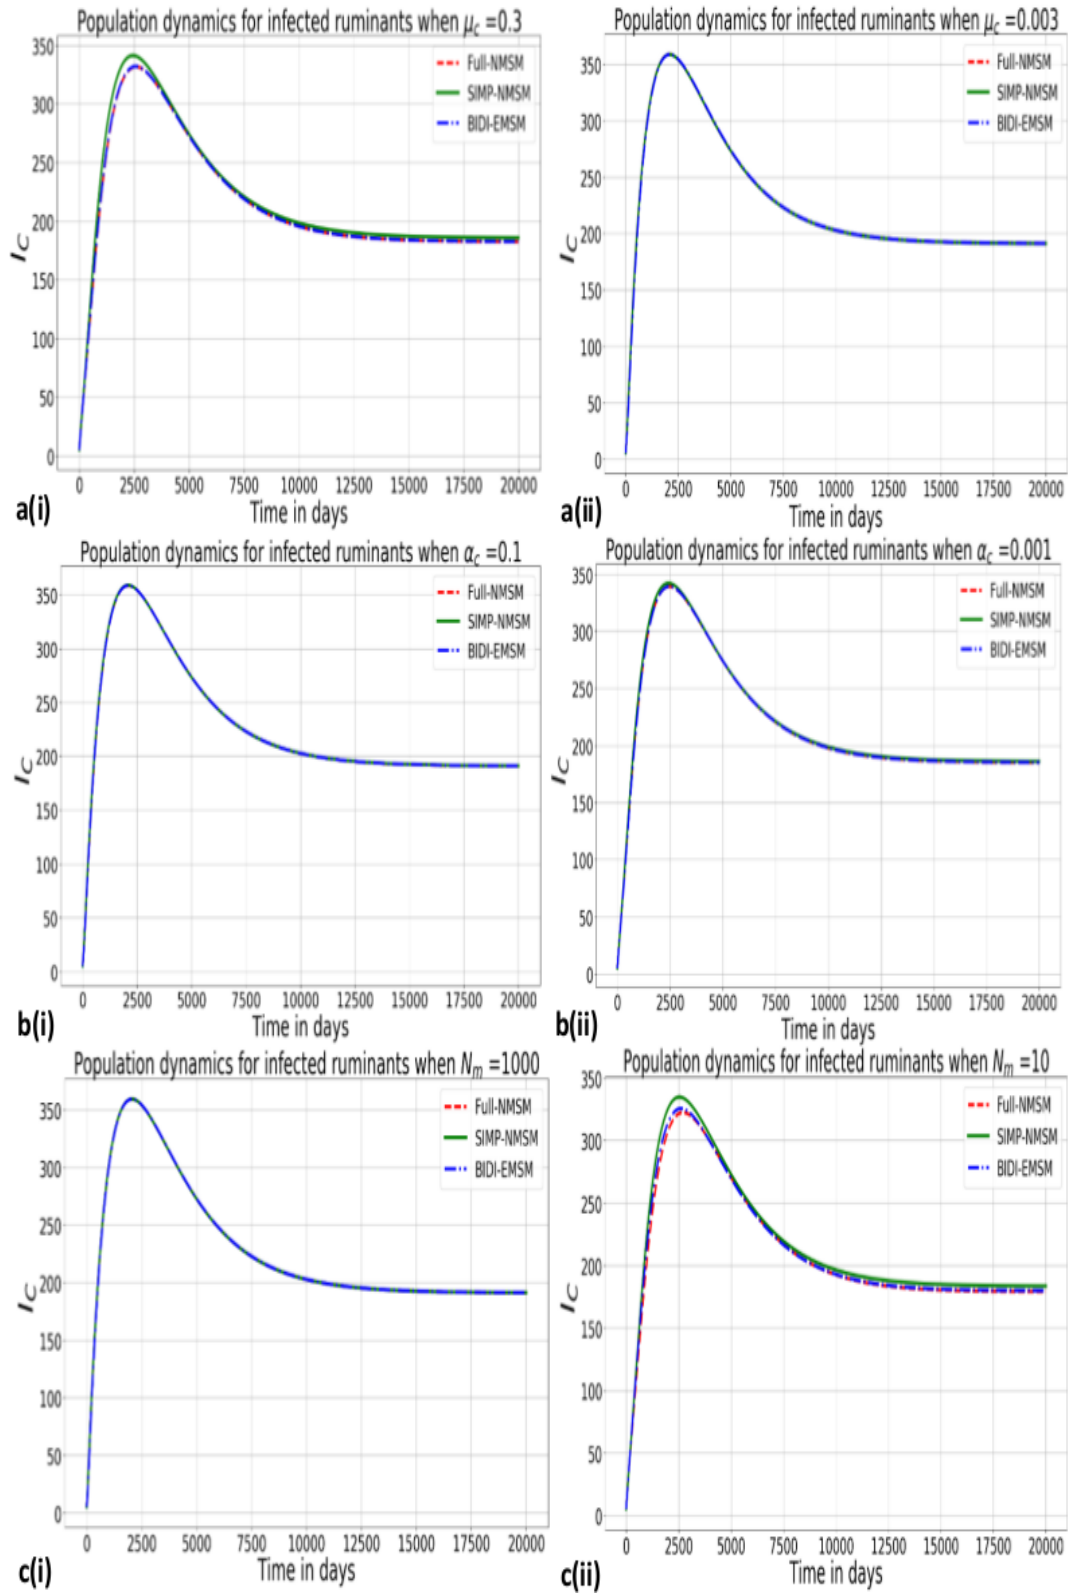 Population dynamics for infected ruminants when μc =0.3
350
300
250
200
150
100
50
0
IC
Full-NMSM
SIMP-NMSM
BIDI-EMSM
0 2500 5000 7500 10000 12500 15000 17500 20000
Time in days
a(i)
Population dynamics for infected ruminants when μc =0.003
350
300
250
200
150
100
50
0
IC
Full-NMSM
SIMP-NMSM
BIDI-EMSM
0 2500 5000 7500 10000 12500 15000 17500 20000
Time in days
a(ii)
Population dynamics for infected ruminants when αc =0.1
350
300
250
200
150
100
50
0
IC
Full-NMSM
SIMP-NMSM
BIDI-EMSM
0 2500 5000 7500 10000 12500 15000 17500 20000
Time in days
b(i)
Population dynamics for infected ruminants when αc =0.001
350
300
250
200
150
100
50
0
IC
Full-NMSM
SIMP-NMSM
BIDI-EMSM
0 2500 5000 7500 10000 12500 15000 17500 20000
Time in days
b(ii)
Population dynamics for infected ruminants when Nm =1000
350
300
250
200
150
100
50
0
IC
Full-NMSM
SIMP-NMSM
BIDI-EMSM
0 2500 5000 7500 10000 12500 15000 17500 20000
Time in days
c(i)
Population dynamics for infected ruminants when Nm =10
350
300
250
200
150
100
50
0
IC
Full-NMSM
SIMP-NMSM
BIDI-EMSM
0 2500 5000 7500 10000 12500 15000 17500 20000
Time in days
c(ii)